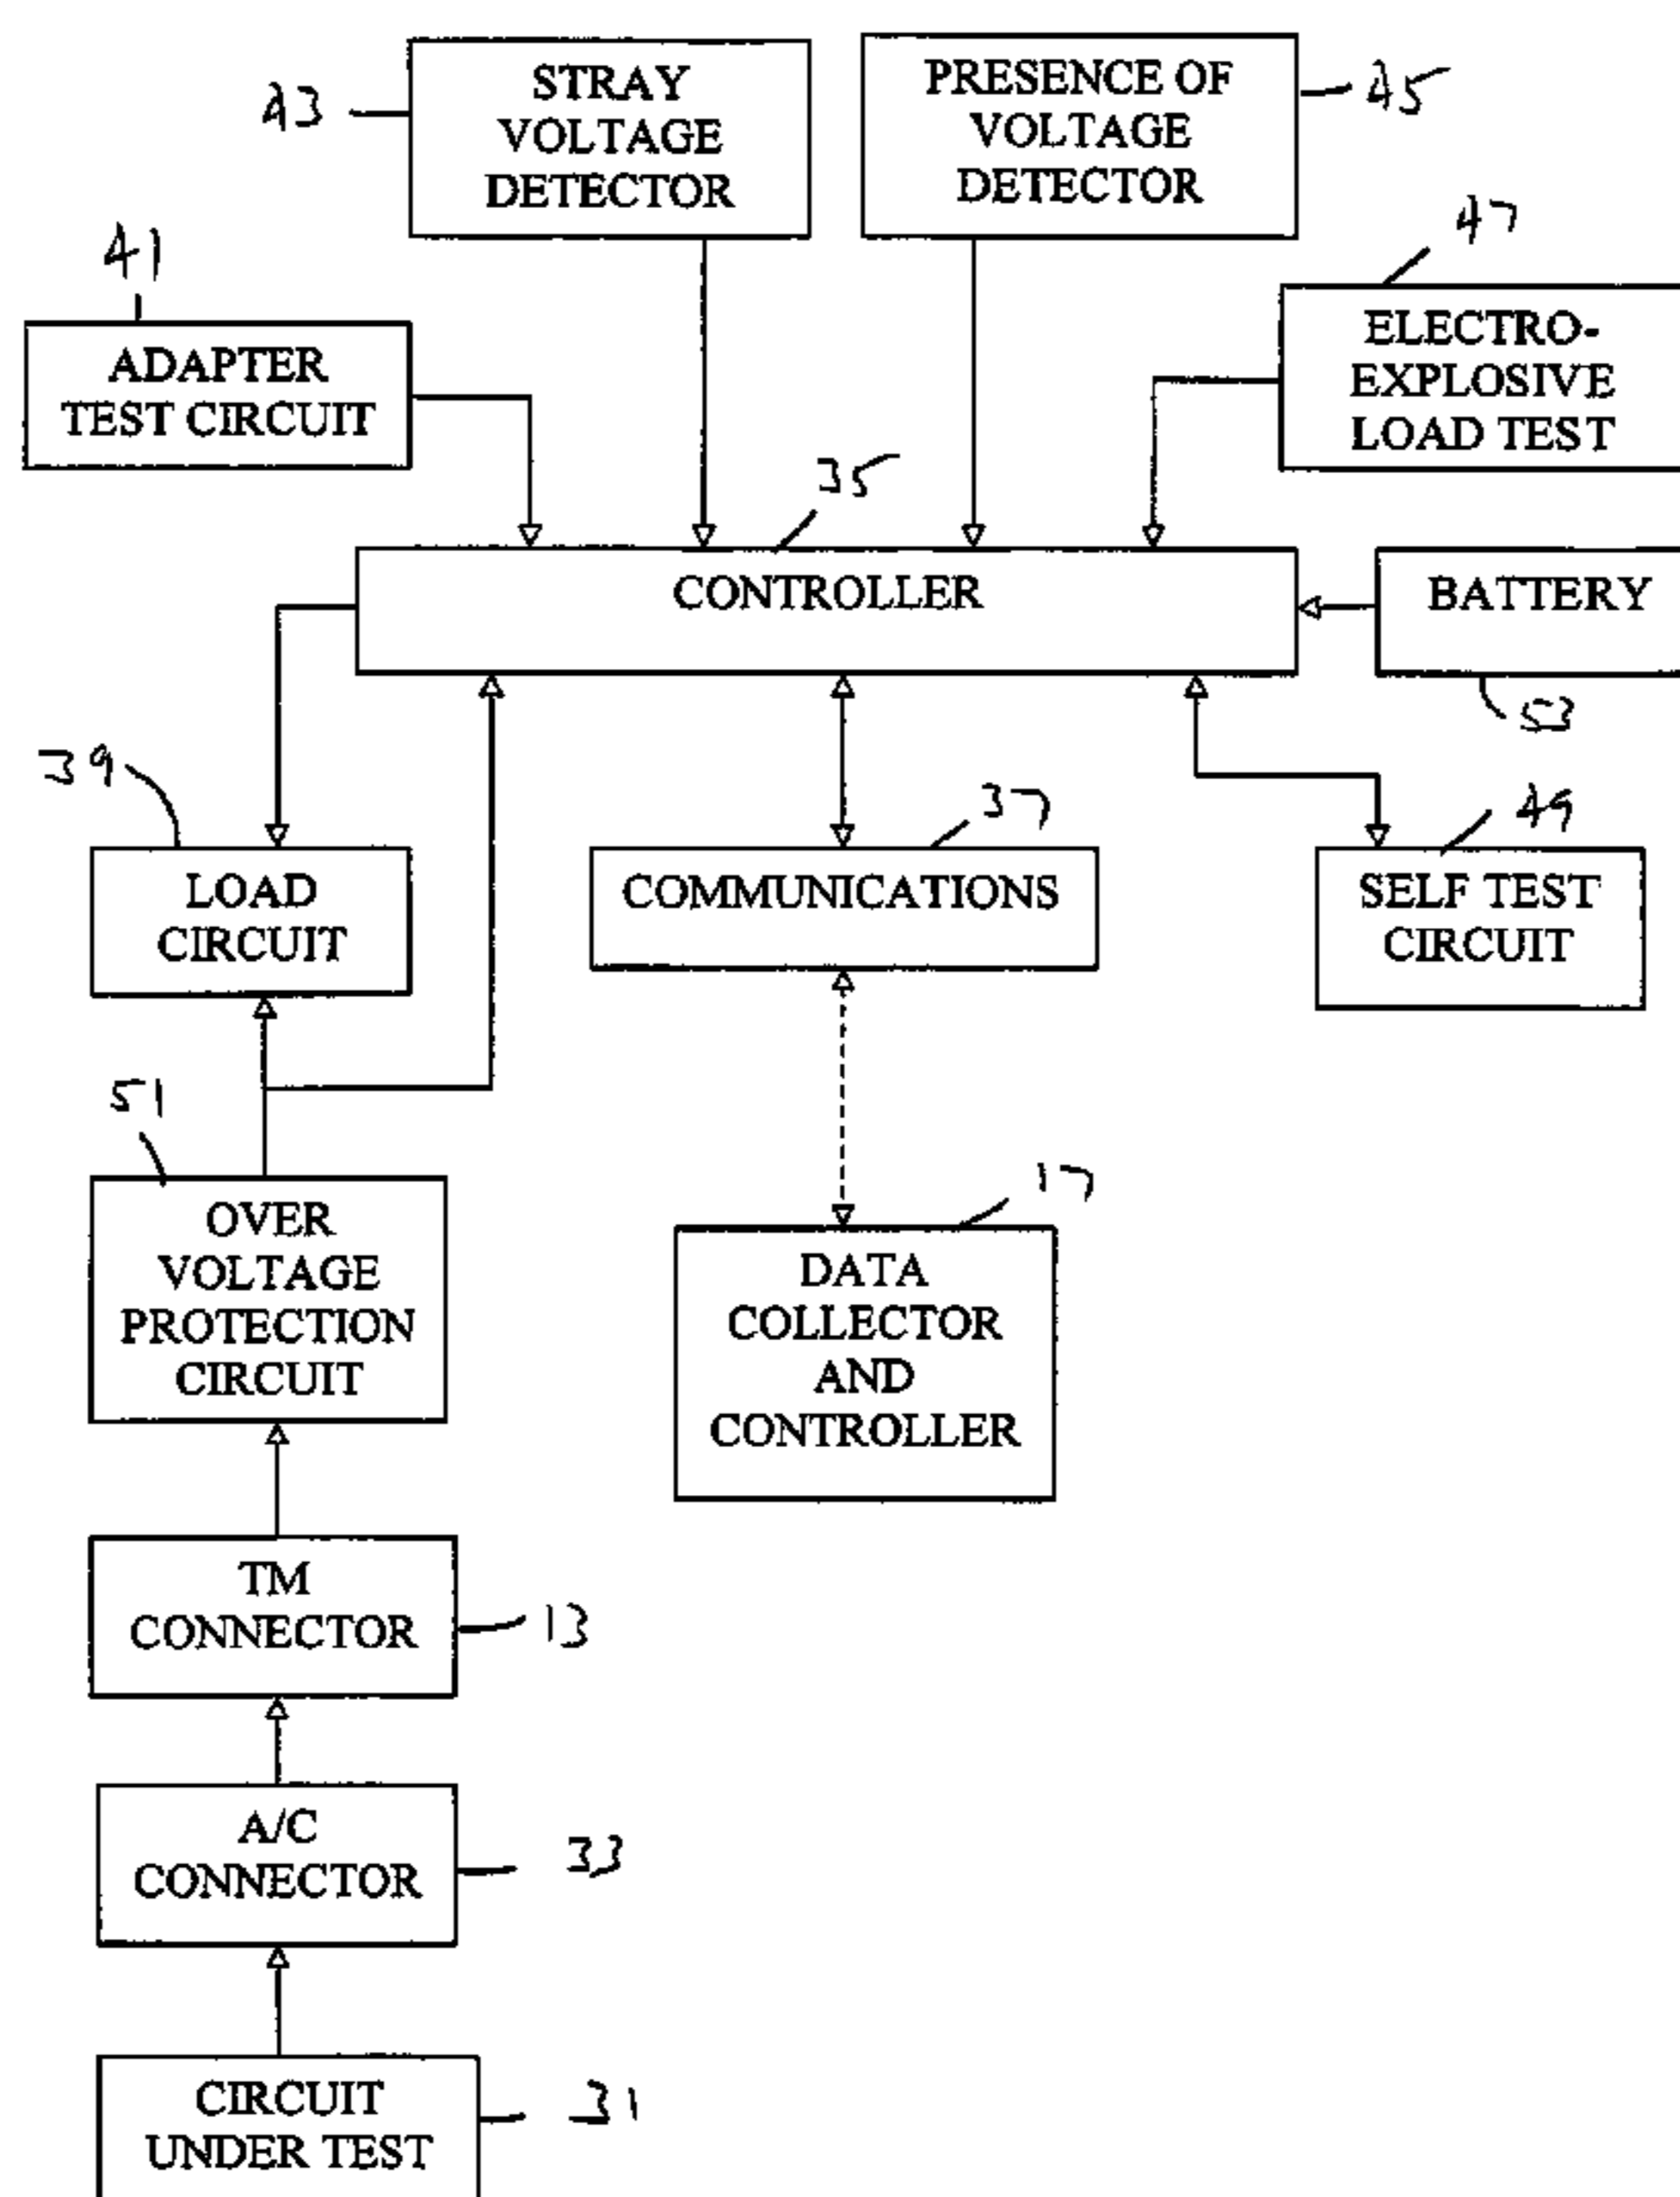 43
STRAY
VOLTAGE
DETECTOR
PRESENCE OF
VOLTAGE
DETECTOR
45
41
ADAPTER
TEST CIRCUIT
47
ELECTRO-
EXPLOSIVE
LOAD TEST
35
CONTROLLER
BATTERY
53
39
LOAD
CIRCUIT
37
COMMUNICATIONS
49
SELF TEST
CIRCUIT
51
OVER
VOLTAGE
PROTECTION
CIRCUIT
17
DATA
COLLECTOR
AND
CONTROLLER
TM
CONNECTOR
13
A/C
CONNECTOR
33
CIRCUIT
UNDER TEST
31